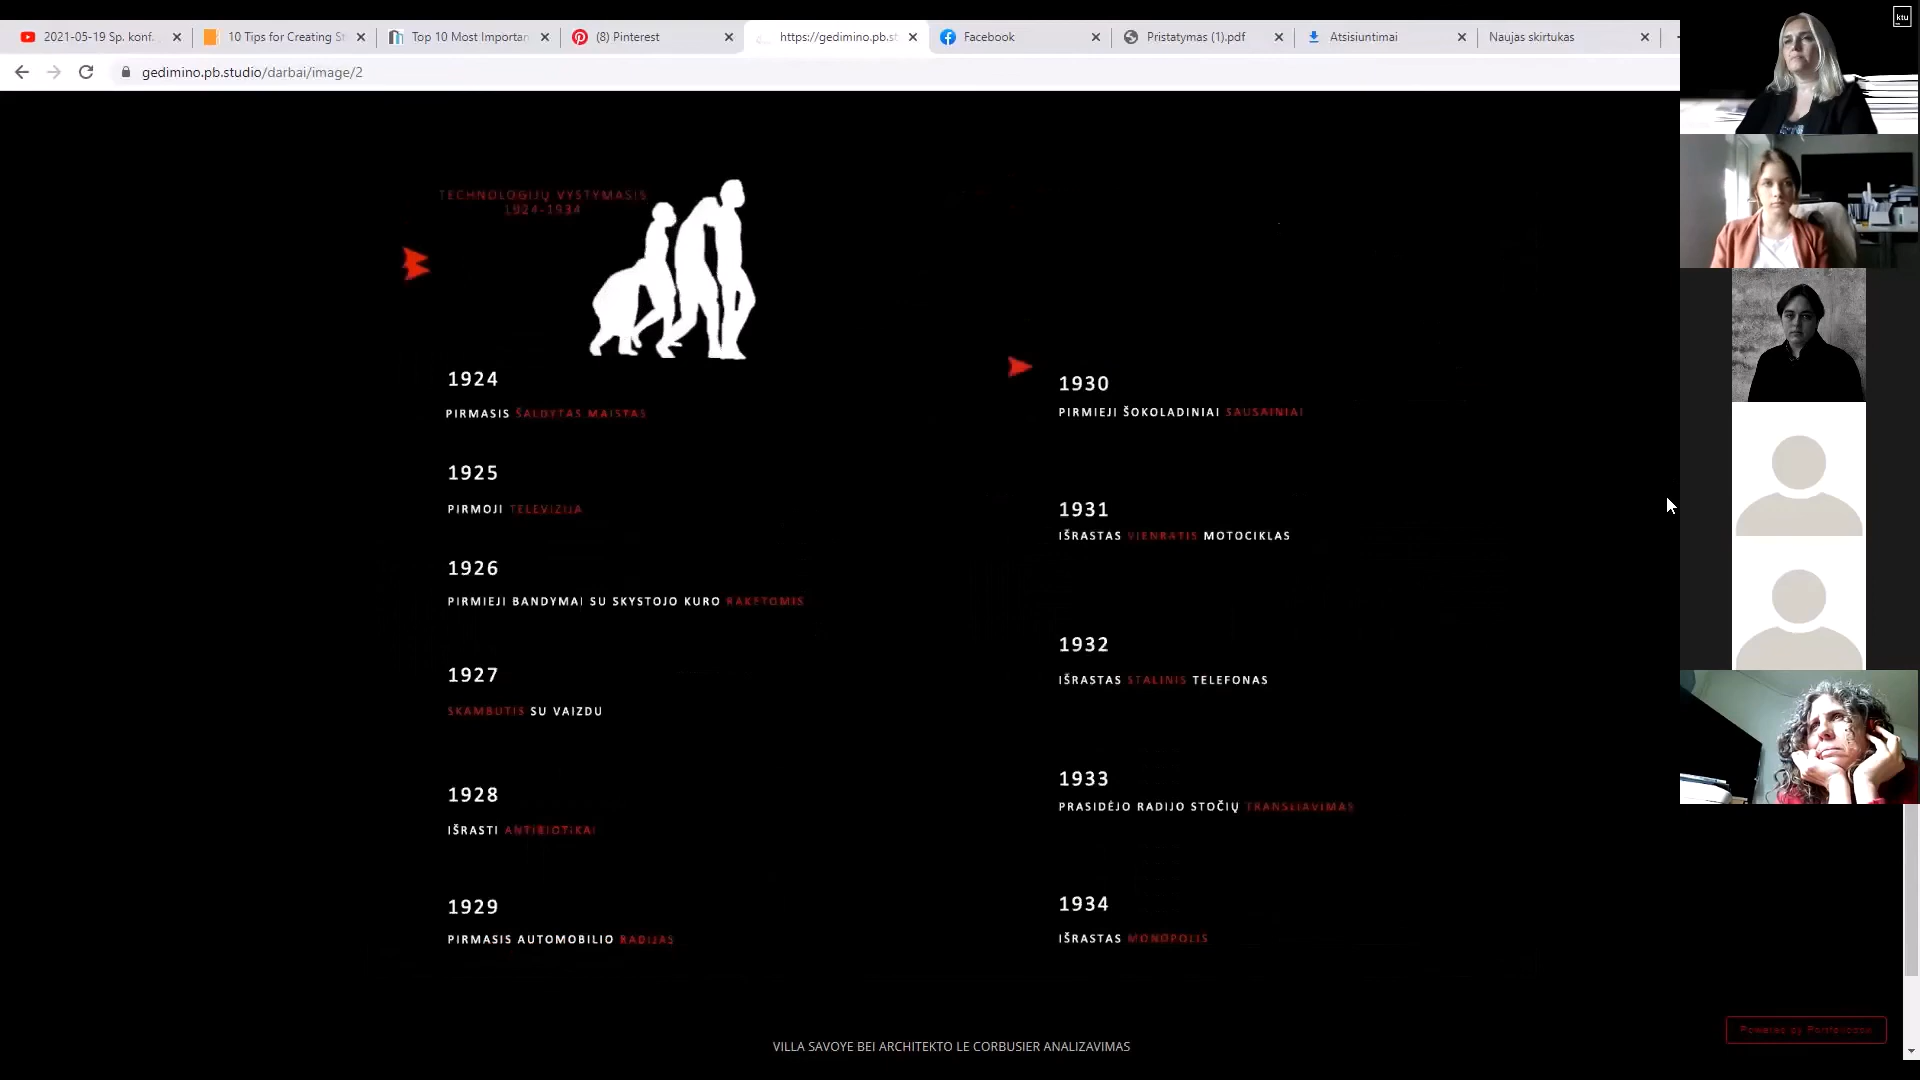 2021-05-19 Sp. konf.
10 Tips for Creating St
Top 10 Most Importan
(8) Pinterest
https://gedimino.pb.st
Facebook
Pristatymas (1).pdf
Atsisiuntimai
Naujas skirtukas
gedimino.pb.studio/darbai/image/2
ktu
TECHNOLOGIJŲ VYSTYMASIS
1924-1934
1924
PIRMASIS ŠALDYTAS MAISTAS
1925
PIRMOJI TELEVIZIJA
1926
PIRMIEJI BANDYMAI SU SKYSTOJO KURO RAKETOMIS
1927
SKAMBUTIS SU VAIZDU
1928
IŠRASTI ANTIBIOTIKAI
1929
PIRMASIS AUTOMOBILIO RADIJAS
1930
PIRMIEJI ŠOKOLADINIAI SAUSAINIAI
1931
IŠRASTAS VIENRATIS MOTOCIKLAS
1932
IŠRASTAS STALINIS TELEFONAS
1933
PRASIDĖJO RADIJO STOČIŲ TRANSLIAVIMAS
1934
IŠRASTAS MONOPOLIS
VILLA SAVOYE BEI ARCHITEKTO LE CORBUSIER ANALIZAVIMAS
Powered by Portfoliobox